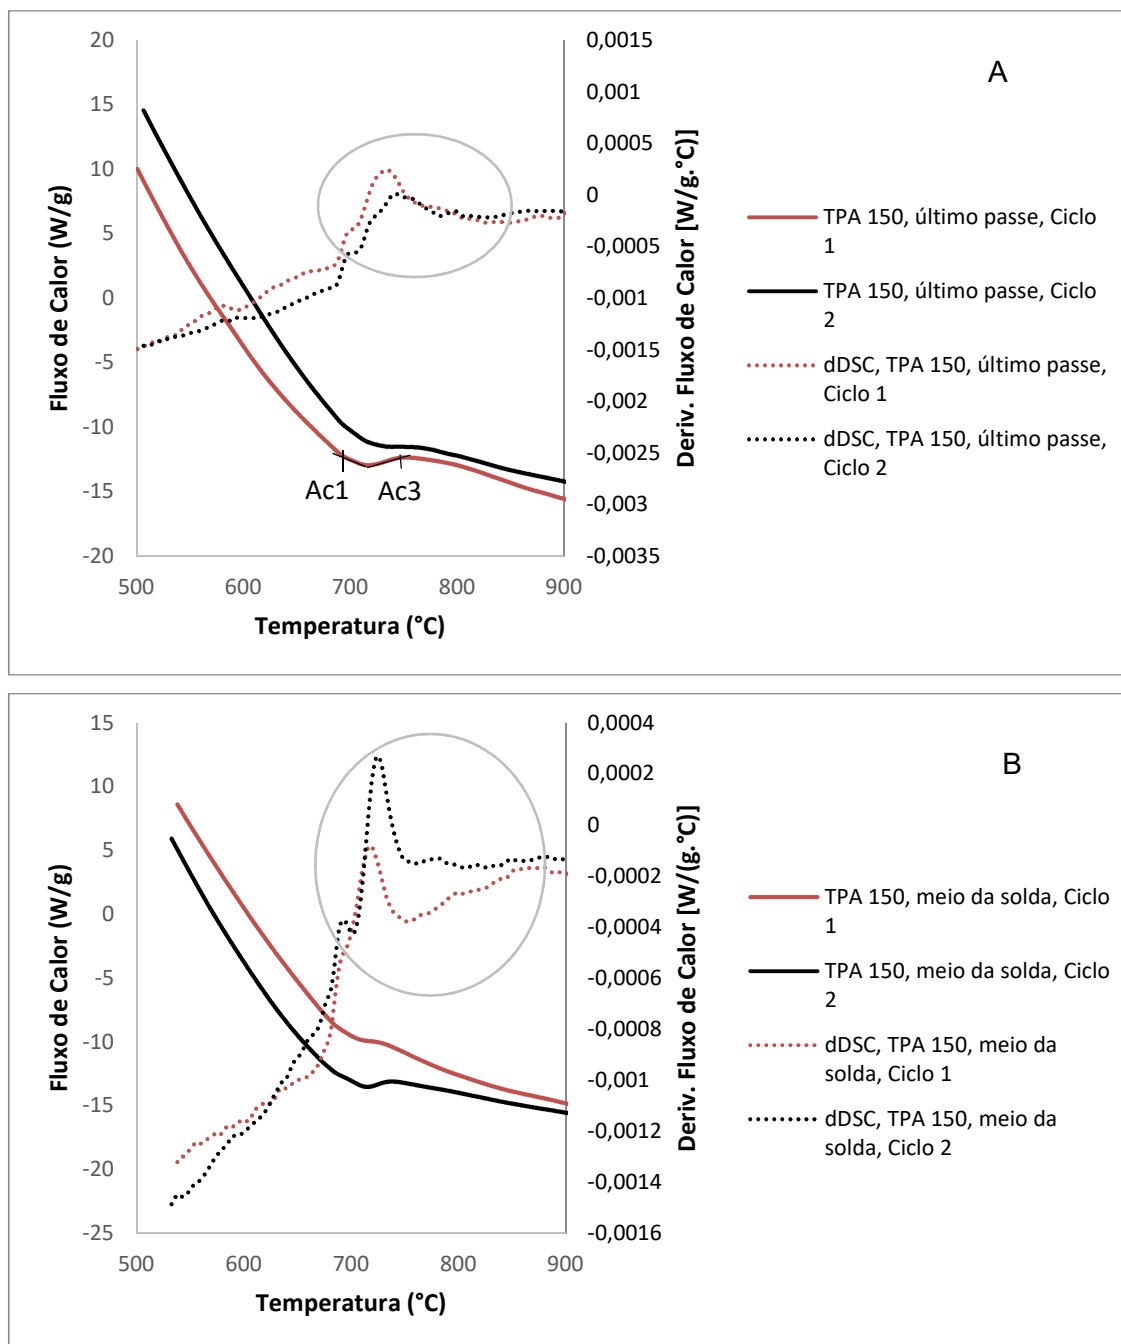 A
20
15
10
5
0
-5
-10
-15
-20
Fluxo de Calor (W/g)
500
600
700
800
900
Temperatura (°C)
Ac1
Ac3
0,0015
0,001
0,0005
0
-0,0005
-0,001
-0,0015
-0,002
-0,0025
-0,003
-0,0035
Deriv. Fluxo de Calor [W/g.°C)]
TPA 150, último passe, Ciclo
1
TPA 150, último passe, Ciclo
2
dDSC, TPA 150, último passe,
Ciclo 1
dDSC, TPA 150, último passe,
Ciclo 2
B
15
10
5
0
-5
-10
-15
-20
-25
Fluxo de Calor (W/g)
500
600
700
800
900
Temperatura (°C)
0,0004
0,0002
0
-0,0002
-0,0004
-0,0006
-0,0008
-0,001
-0,0012
-0,0014
-0,0016
Deriv. Fluxo de Calor [W/(g.°C)]
TPA 150, meio da solda, Ciclo
1
TPA 150, meio da solda, Ciclo
2
dDSC, TPA 150, meio da
solda, Ciclo 1
dDSC, TPA 150, meio da
solda, Ciclo 2